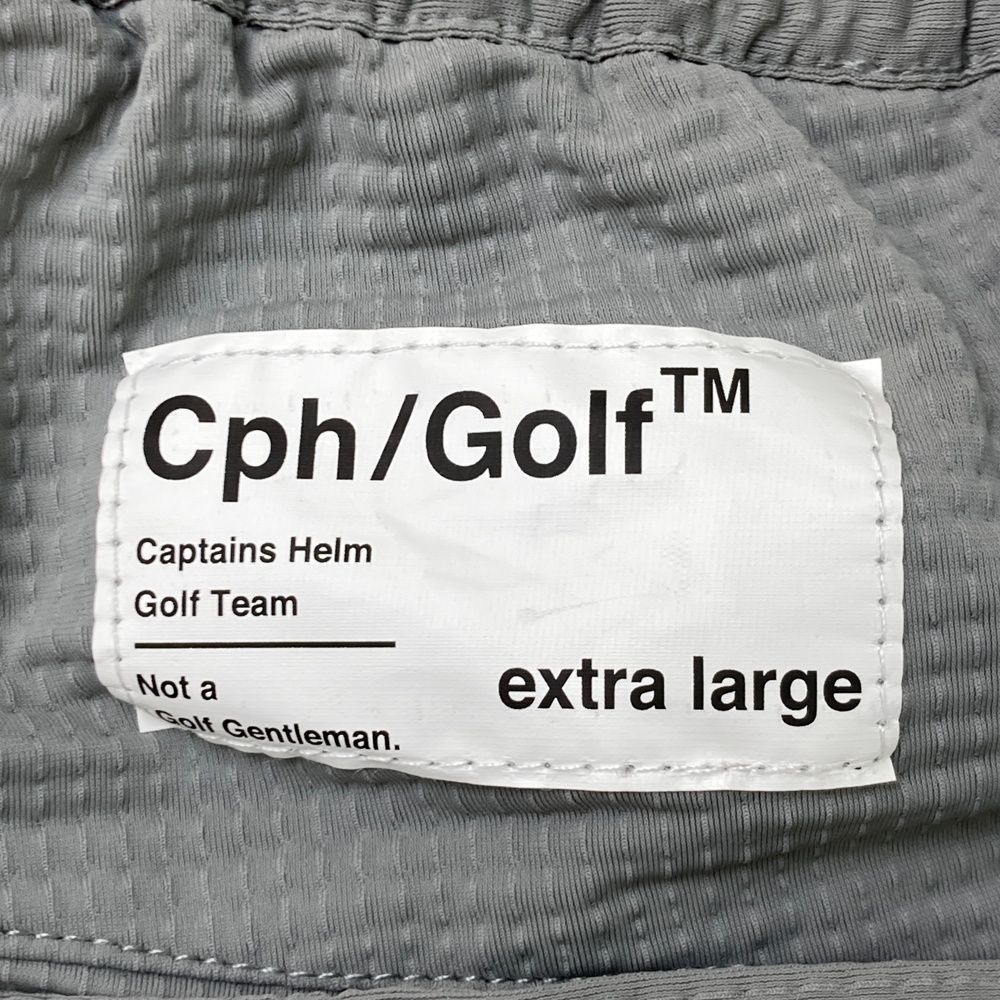 Cph/Golf™
Captains Helm
Golf Team
Not a
Golf Gentleman.
extra large